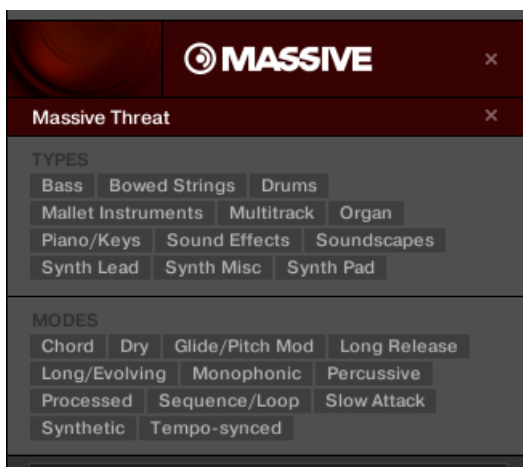 MASSIVE ×
Massive Threat ×
TYPES
Bass Bowed Strings Drums
Mallet Instruments Multitrack Organ
Piano/Keys Sound Effects Soundscapes
Synth Lead Synth Misc Synth Pad
MODES
Chord Dry Glide/Pitch Mod Long Release
Long/Evolving Monophonic Percussive
Processed Sequence/Loop Slow Attack
Synthetic Tempo-synced